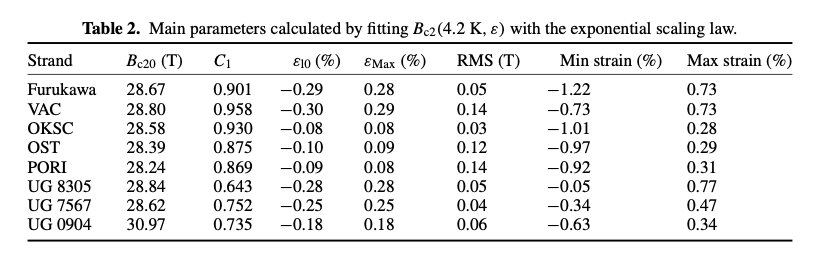 Table 2. Main parameters calculated by fitting Bc2(4.2 K, ε) with the exponential scaling law.
Strand Bc20 (T) C1 εl0 (%) εMax (%) RMS (T) Min strain (%) Max strain (%)
Furukawa 28.67 0.901 −0.29 0.28 0.05 −1.22 0.73
VAC 28.80 0.958 −0.30 0.29 0.14 −0.73 0.73
OKSC 28.58 0.930 −0.08 0.08 0.03 −1.01 0.28
OST 28.39 0.875 −0.10 0.09 0.12 −0.97 0.29
PORI 28.24 0.869 −0.09 0.08 0.14 −0.92 0.31
UG 8305 28.84 0.643 −0.28 0.28 0.05 −0.05 0.77
UG 7567 28.62 0.752 −0.25 0.25 0.04 −0.34 0.47
UG 0904 30.97 0.735 −0.18 0.18 0.06 −0.63 0.34